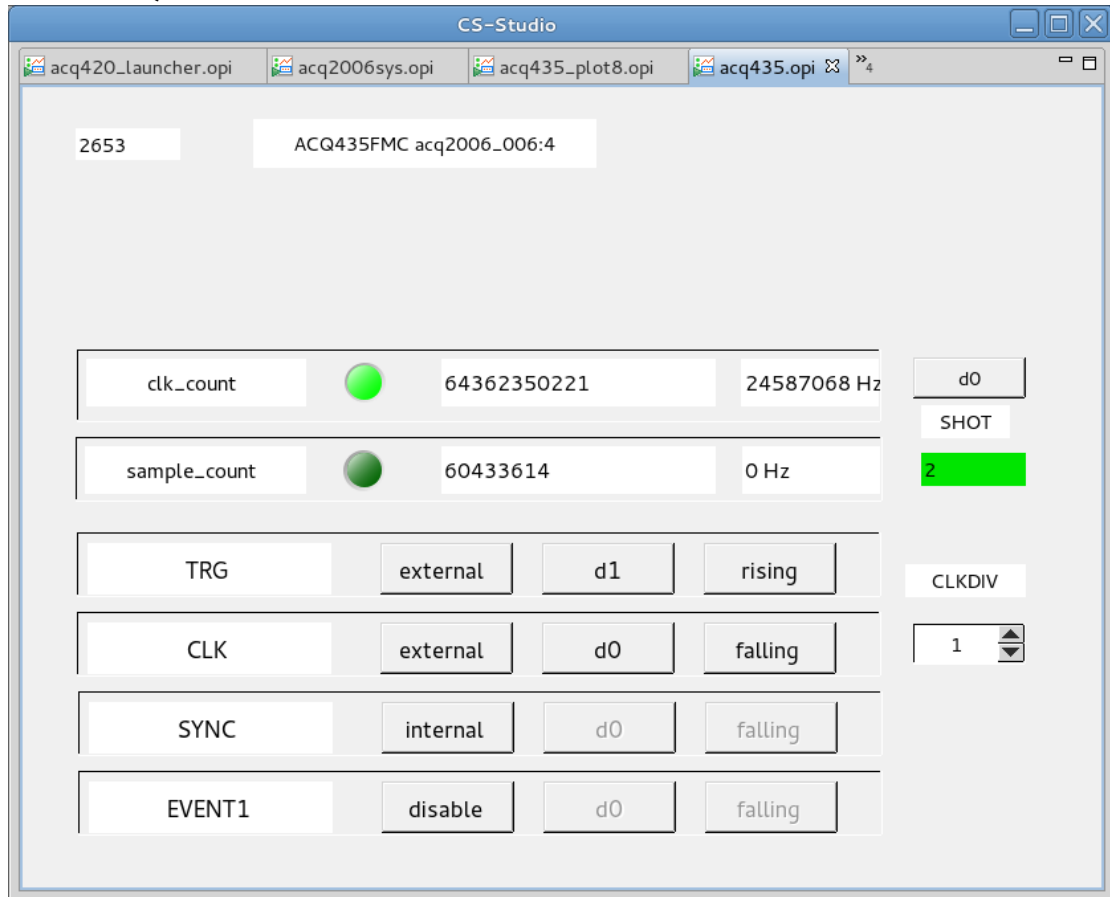 CS-Studio
acq420_launcher.opi acq2006sys.opi acq435_plot8.opi acq435.opi »4
2653 ACQ435FMC acq2006_006:4
clk_count 64362350221 24587068 Hz d0
SHOT
sample_count 60433614 0 Hz 2
TRG external d1 rising
CLKDIV
CLK external d0 falling 1
SYNC internal d0 falling
EVENT1 disable d0 falling